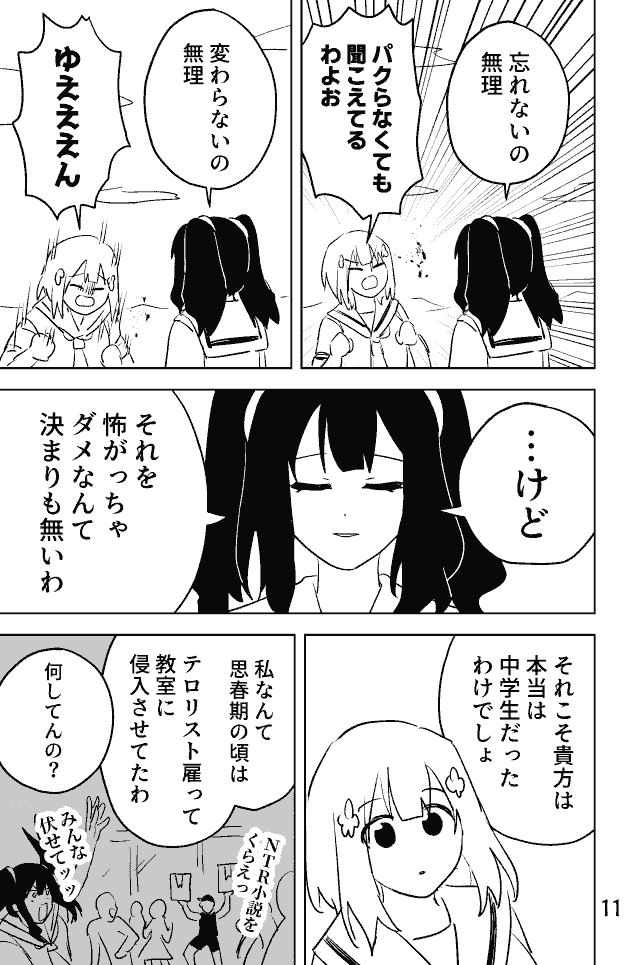 忘れないの
無理
パクらなくても
聞こえてる
わよお
変わらないの
無理
ゆええええん
…けど
それを
怖がっちゃ
ダメなんて
決まりも無いわ
それこそ貴方は
本当は
中学生だった
わけでしょ
私なんて
思春期の頃は
テロリスト雇って
教室に
侵入させてたわ
何してんの？
NTR小説を
くらえっ
みんな
伏せてッッ
11